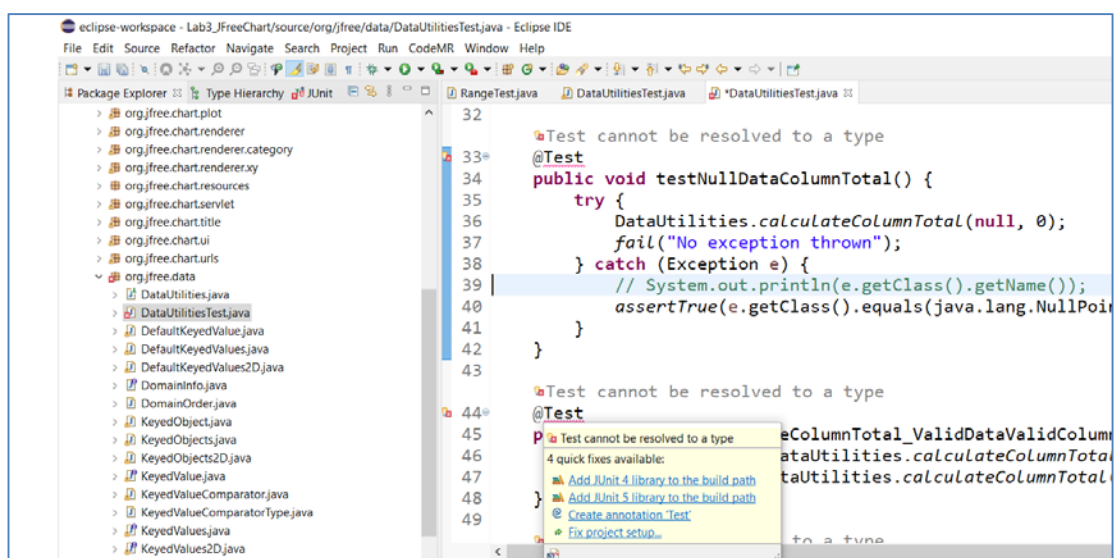 eclipse-workspace - Lab3_JFreeChart/source/org/jfree/data/DataUtilitiesTest.java - Eclipse IDE
File Edit Source Refactor Navigate Search Project Run CodeMR Window Help
Package Explorer Type Hierarchy JUnit
RangeTest.java DataUtilitiesTest.java *DataUtilitiesTest.java
org.jfree.chart.plot
org.jfree.chart.renderer
org.jfree.chart.renderer.category
org.jfree.chart.renderer.xy
org.jfree.chart.resources
org.jfree.chart.servlet
org.jfree.chart.title
org.jfree.chart.ui
org.jfree.chart.urls
org.jfree.data
DataUtilities.java
DataUtilitiesTest.java
DefaultKeyedValue.java
DefaultKeyedValues.java
DefaultKeyedValues2D.java
DomainInfo.java
DomainOrder.java
KeyedObject.java
KeyedObjects.java
KeyedObjects2D.java
KeyedValue.java
KeyedValueComparator.java
KeyedValueComparatorType.java
KeyedValues.java
KeyedValues2D.java
32
Test cannot be resolved to a type
33 @Test
34 public void testNullDataColumnTotal() {
35 try {
36 DataUtilities.calculateColumnTotal(null, 0);
37 fail("No exception thrown");
38 } catch (Exception e) {
39 // System.out.println(e.getClass().getName());
40 assertTrue(e.getClass().equals(java.lang.NullPoi
41 }
42 }
43
Test cannot be resolved to a type
44 @Test
45 p eColumnTotal_ValidDataValidColum
46 ataUtilities.calculateColumnTota
47 taUtilities.calculateColumnTotal
48 }
49
Test cannot be resolved to a type
4 quick fixes available:
Add JUnit 4 library to the build path
Add JUnit 5 library to the build path
Create annotation 'Test'
Fix project setup...